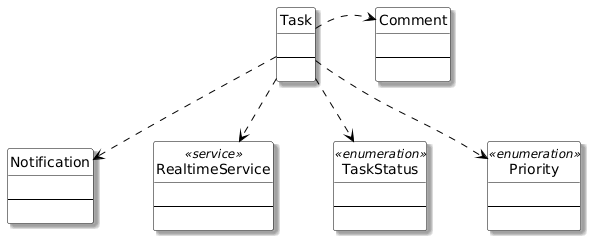 Task
Comment
Notification
«service»
RealtimeService
«enumeration»
TaskStatus
«enumeration»
Priority